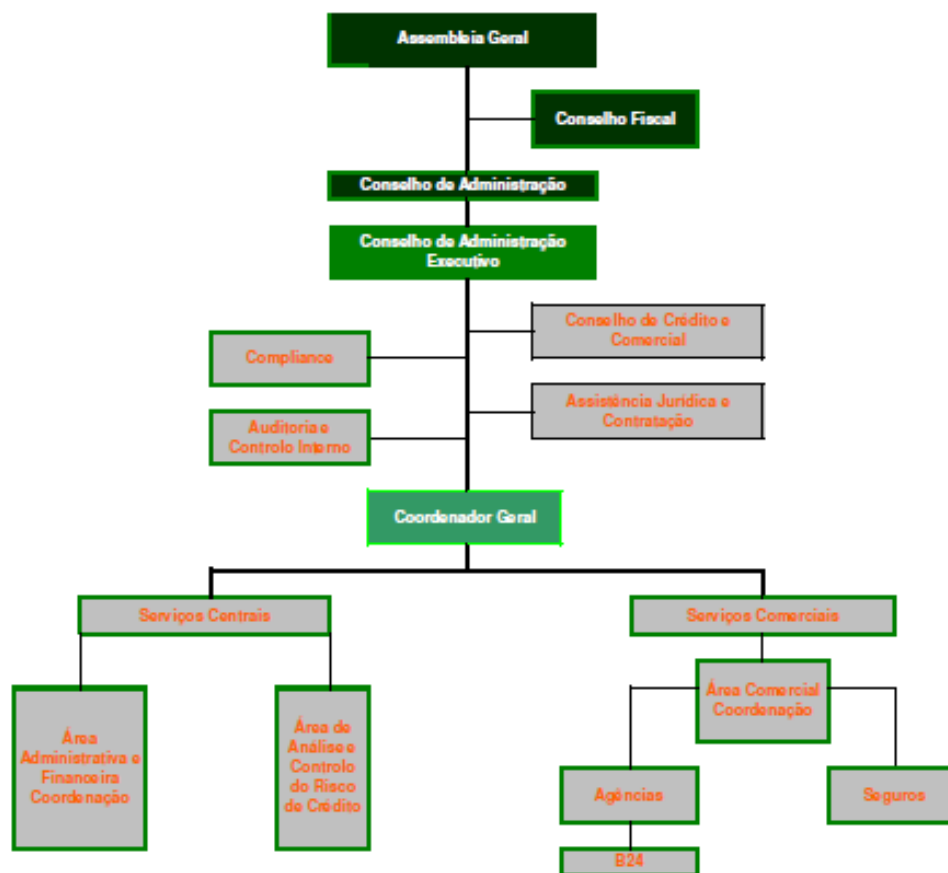 Assembleia Geral
Conselho Fiscal
Conselho de Administração
Conselho de Administração
Executivo
Conselho de Crédito e
Comercial
Compliance
Assistência Jurídica e
Contratação
Auditoria e
Controlo Interno
Coordenador Geral
Serviços Centrais
Serviços Comerciais
Área Comercial
Coordenação
Área
Administrativa e
Financeira
Coordenação
Área de
Análise e
Controlo
do Risco
de Crédito
Agências
Seguros
B24